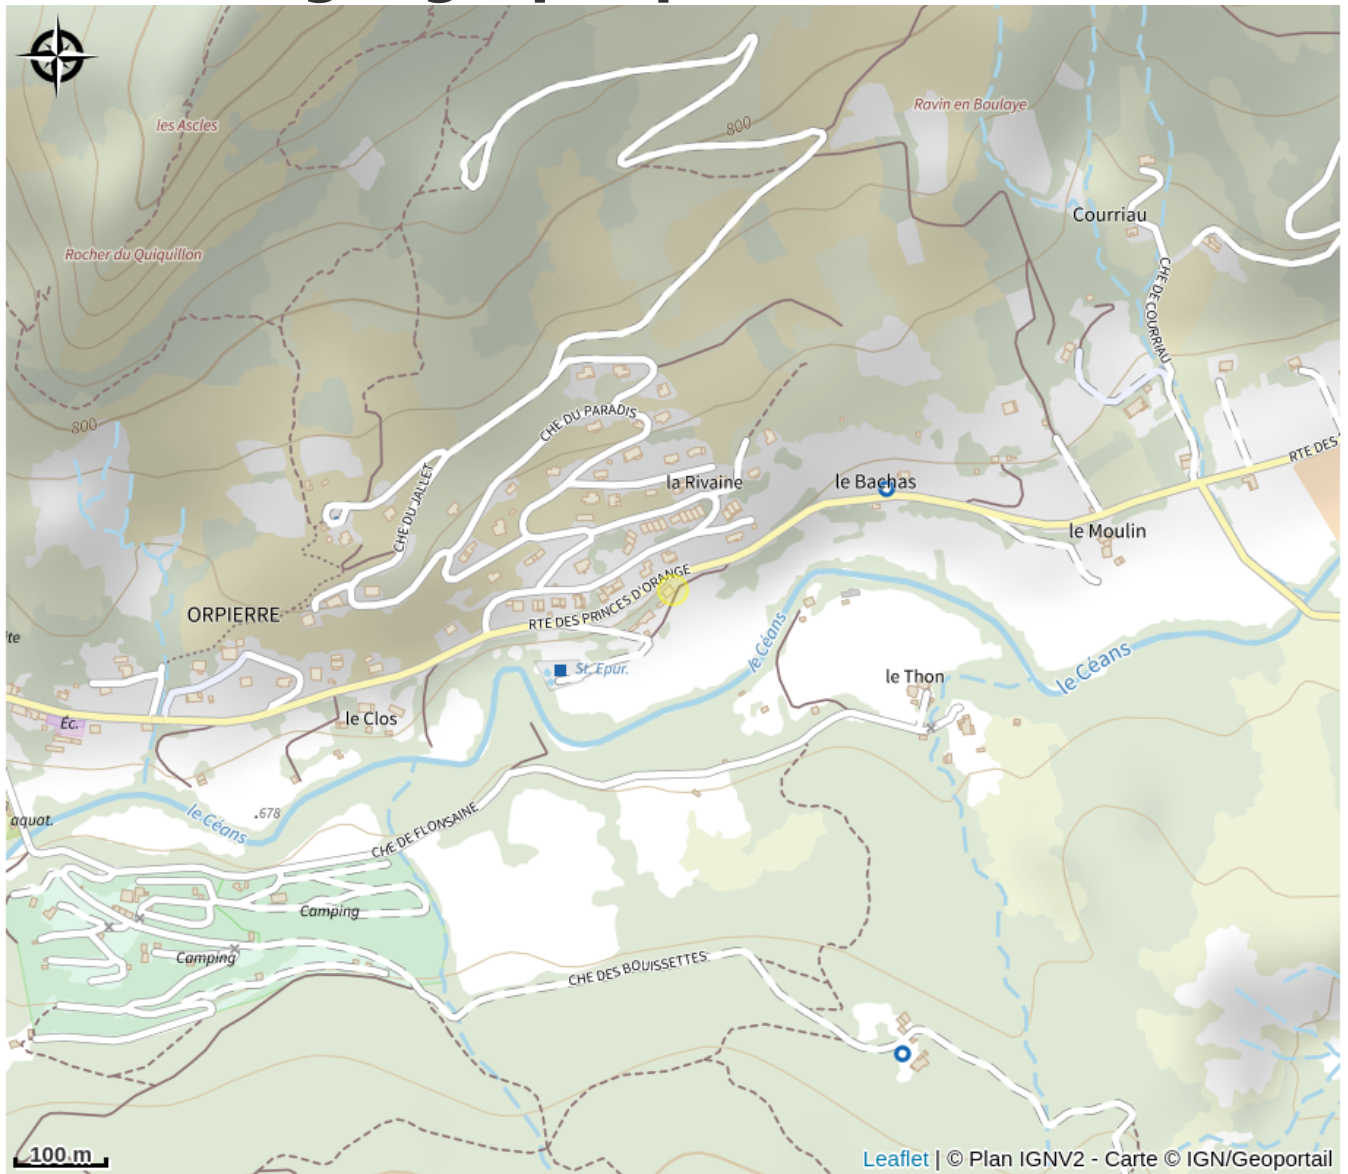 les Ascles
800
Ravin en Boulaye
Courriau
Rocher du Quiquillon
CHE DE COURRIAU
800
CHE DU PARADIS
RTE DES
CHE DU JALLET
la Rivaine
le Bachas
le Moulin
RTE DES PRINCES D'ORANGE
ORPIERRE
le Céans
St. Epur.
le Céans
le Thon
Éc.
le Clos
.678
le Céans
aquat.
CHE DE FLONSAINE
Camping
Camping
CHE DES BOUISSETTES
100 m
Leaflet | © Plan IGNV2 - Carte © IGN/Geoportail